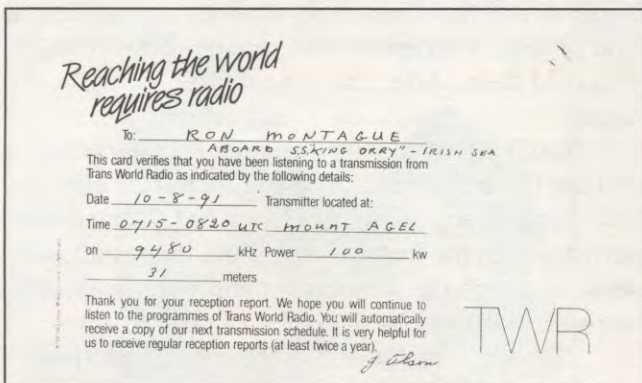 Reaching the world
requires radio
To: RON MONTAGUE
ABOARD S.S. "KING ORRY" - IRISH SEA
This card verifies that you have been listening to a transmission from
Trans World Radio as indicated by the following details:
Date 10-8-91 Transmitter located at:
Time 0715-0820 UTC MOUNT AGEL
on 9480 kHz Power 100 kw
31 meters
Thank you for your reception report. We hope you will continue to
listen to the programmes of Trans World Radio. You will automatically
receive a copy of our next transmission schedule. It is very helpful for
us to receive regular reception reports (at least twice a year).
J. Olson
TWR